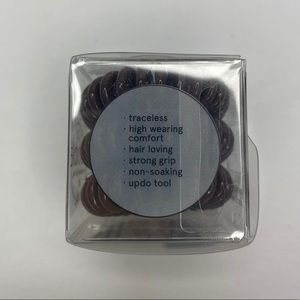 · traceless
· high wearing
comfort
· hair loving
· strong grip
· non-soaking
· updo tool